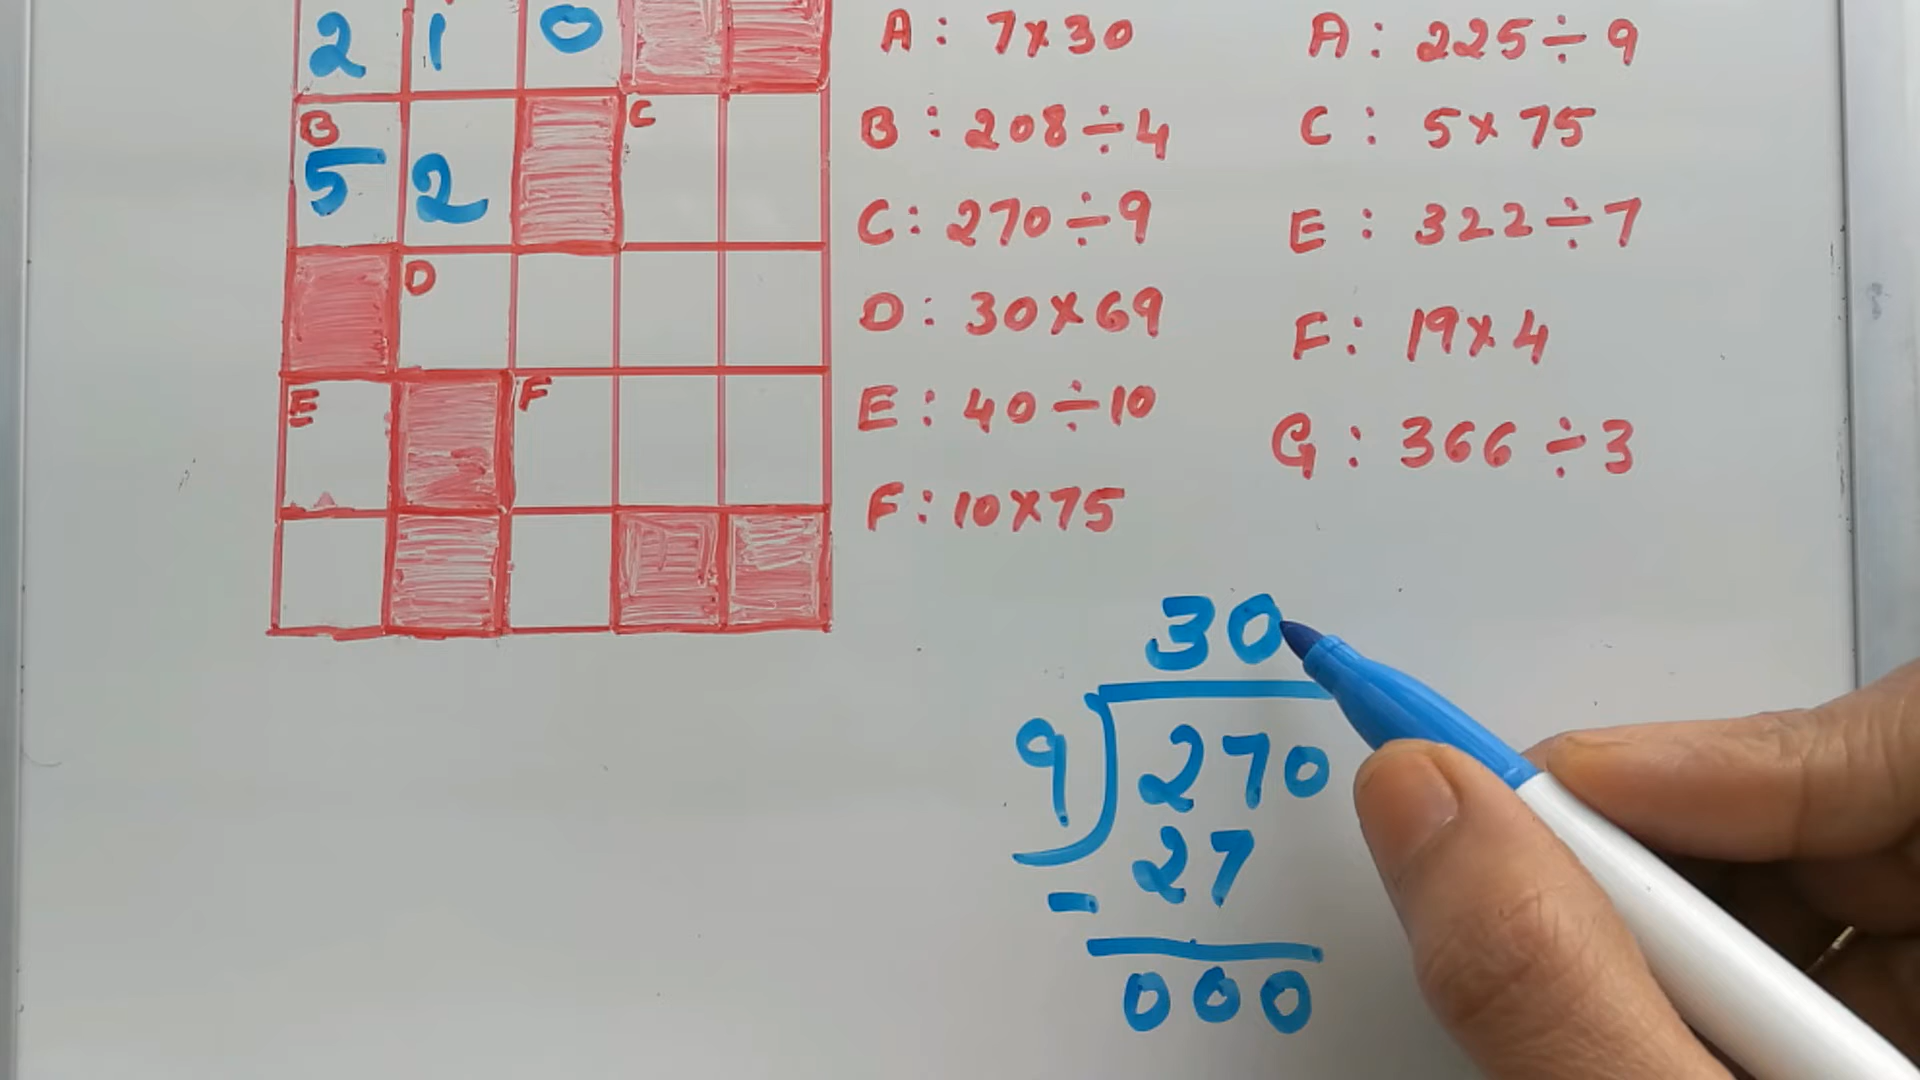 2 1 0
B C
5 2
D
E F
A: 7x30
B: 208÷4
C: 270÷9
D: 30x69
E: 40÷10
F: 10x75
A: 225÷9
C: 5x75
E: 322÷7
F: 19x4
G: 366÷3
30
9 270
- 27
000